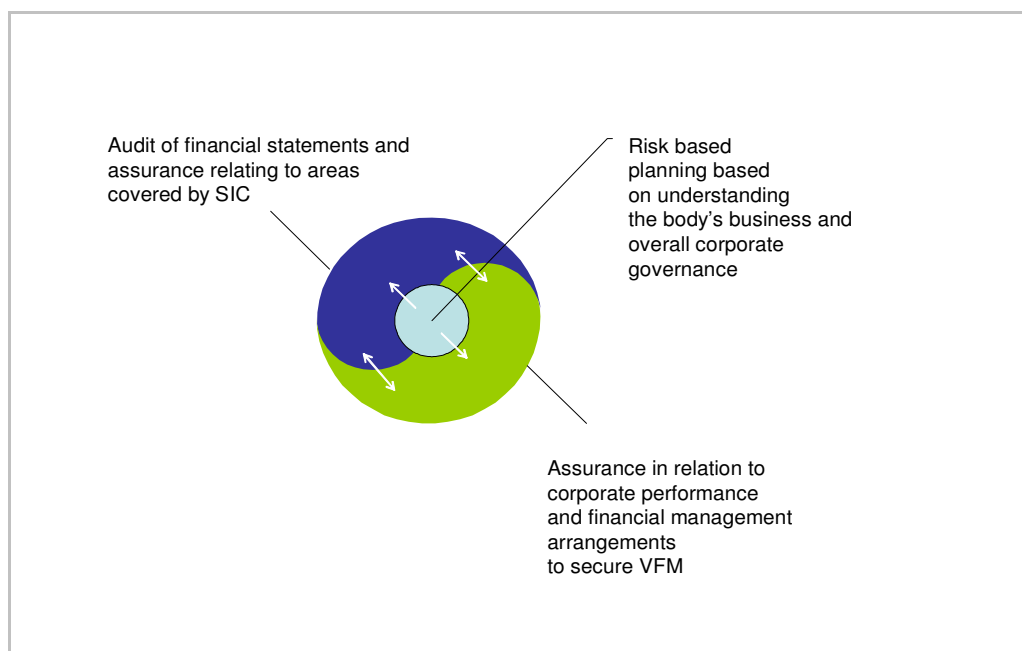 Audit of financial statements and
assurance relating to areas
covered by SIC
Risk based
planning based
on understanding
the body’s business and
overall corporate
governance
Assurance in relation to
corporate performance
and financial management
arrangements
to secure VFM